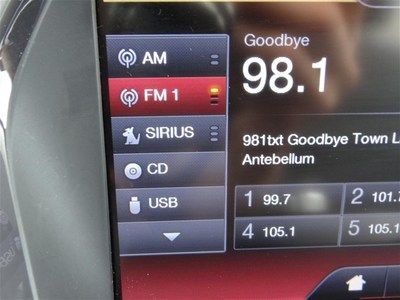 AM
FM 1
SIRIUS
CD
USB
Goodbye
98.1
981txt Goodbye Town L
Antebellum
1 99.7
2 101.7
4 105.1
5 105.